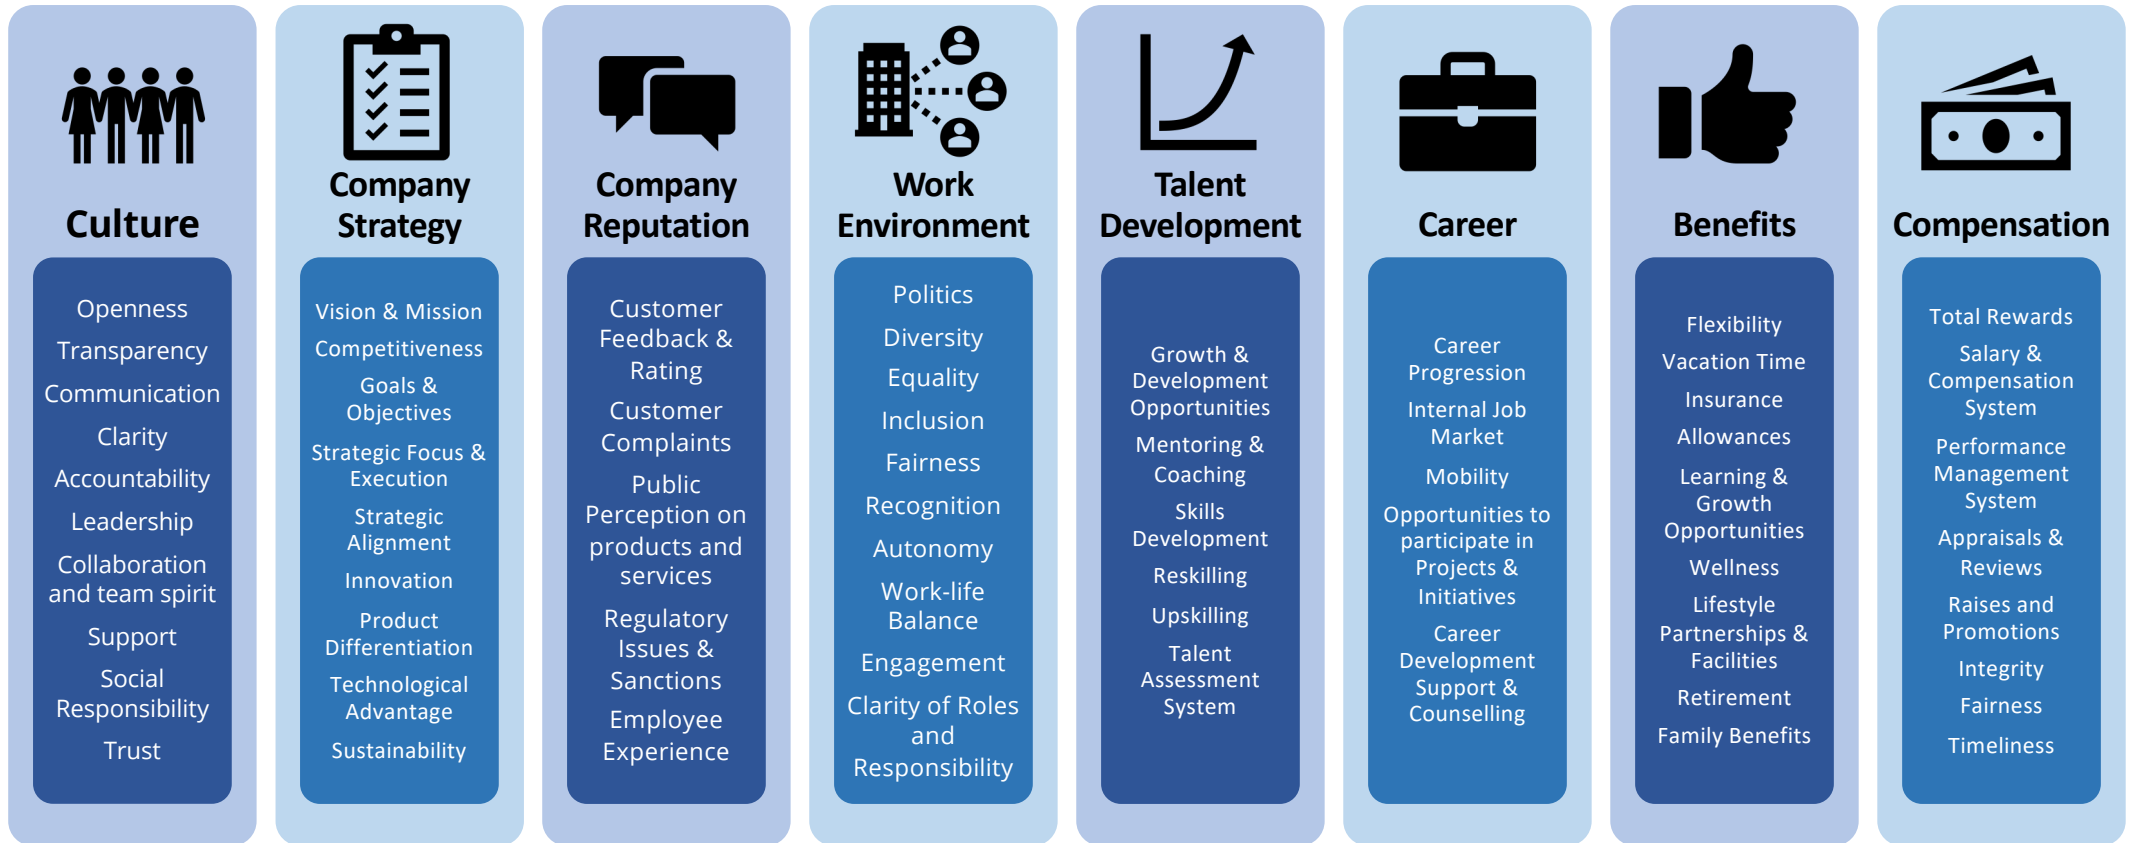 Culture
Openness
Transparency
Communication
Clarity
Accountability
Leadership
Collaboration
and team spirit
Support
Social
Responsibility
Trust
Company
Strategy
Vision & Mission
Competitiveness
Goals &
Objectives
Strategic Focus &
Execution
Strategic
Alignment
Innovation
Product
Differentiation
Technological
Advantage
Sustainability
Company
Reputation
Customer
Feedback &
Rating
Customer
Complaints
Public
Perception on
products and
services
Regulatory
Issues &
Sanctions
Employee
Experience
Work
Environment
Politics
Diversity
Equality
Inclusion
Fairness
Recognition
Autonomy
Work-life
Balance
Engagement
Clarity of Roles
and
Responsibility
Talent
Development
Growth &
Development
Opportunities
Mentoring &
Coaching
Skills
Development
Reskilling
Upskilling
Talent
Assessment
System
Career
Career
Progression
Internal Job
Market
Mobility
Opportunities to
participate in
Projects &
Initiatives
Career
Development
Support &
Counselling
Benefits
Flexibility
Vacation Time
Insurance
Allowances
Learning &
Growth
Opportunities
Wellness
Lifestyle
Partnerships &
Facilities
Retirement
Family Benefits
Compensation
Total Rewards
Salary &
Compensation
System
Performance
Management
System
Appraisals &
Reviews
Raises and
Promotions
Integrity
Fairness
Timeliness